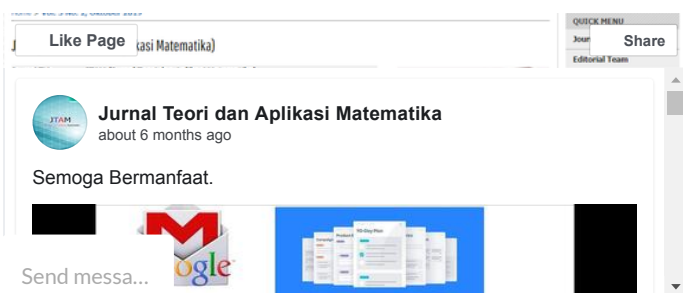 QUICK MENU
Like Page
kasi Matematika)
Share
Editorial Team
Jurnal Teori dan Aplikasi Matematika
about 6 months ago
JTAM
Semoga Bermanfaat.
Send messa...
ogle